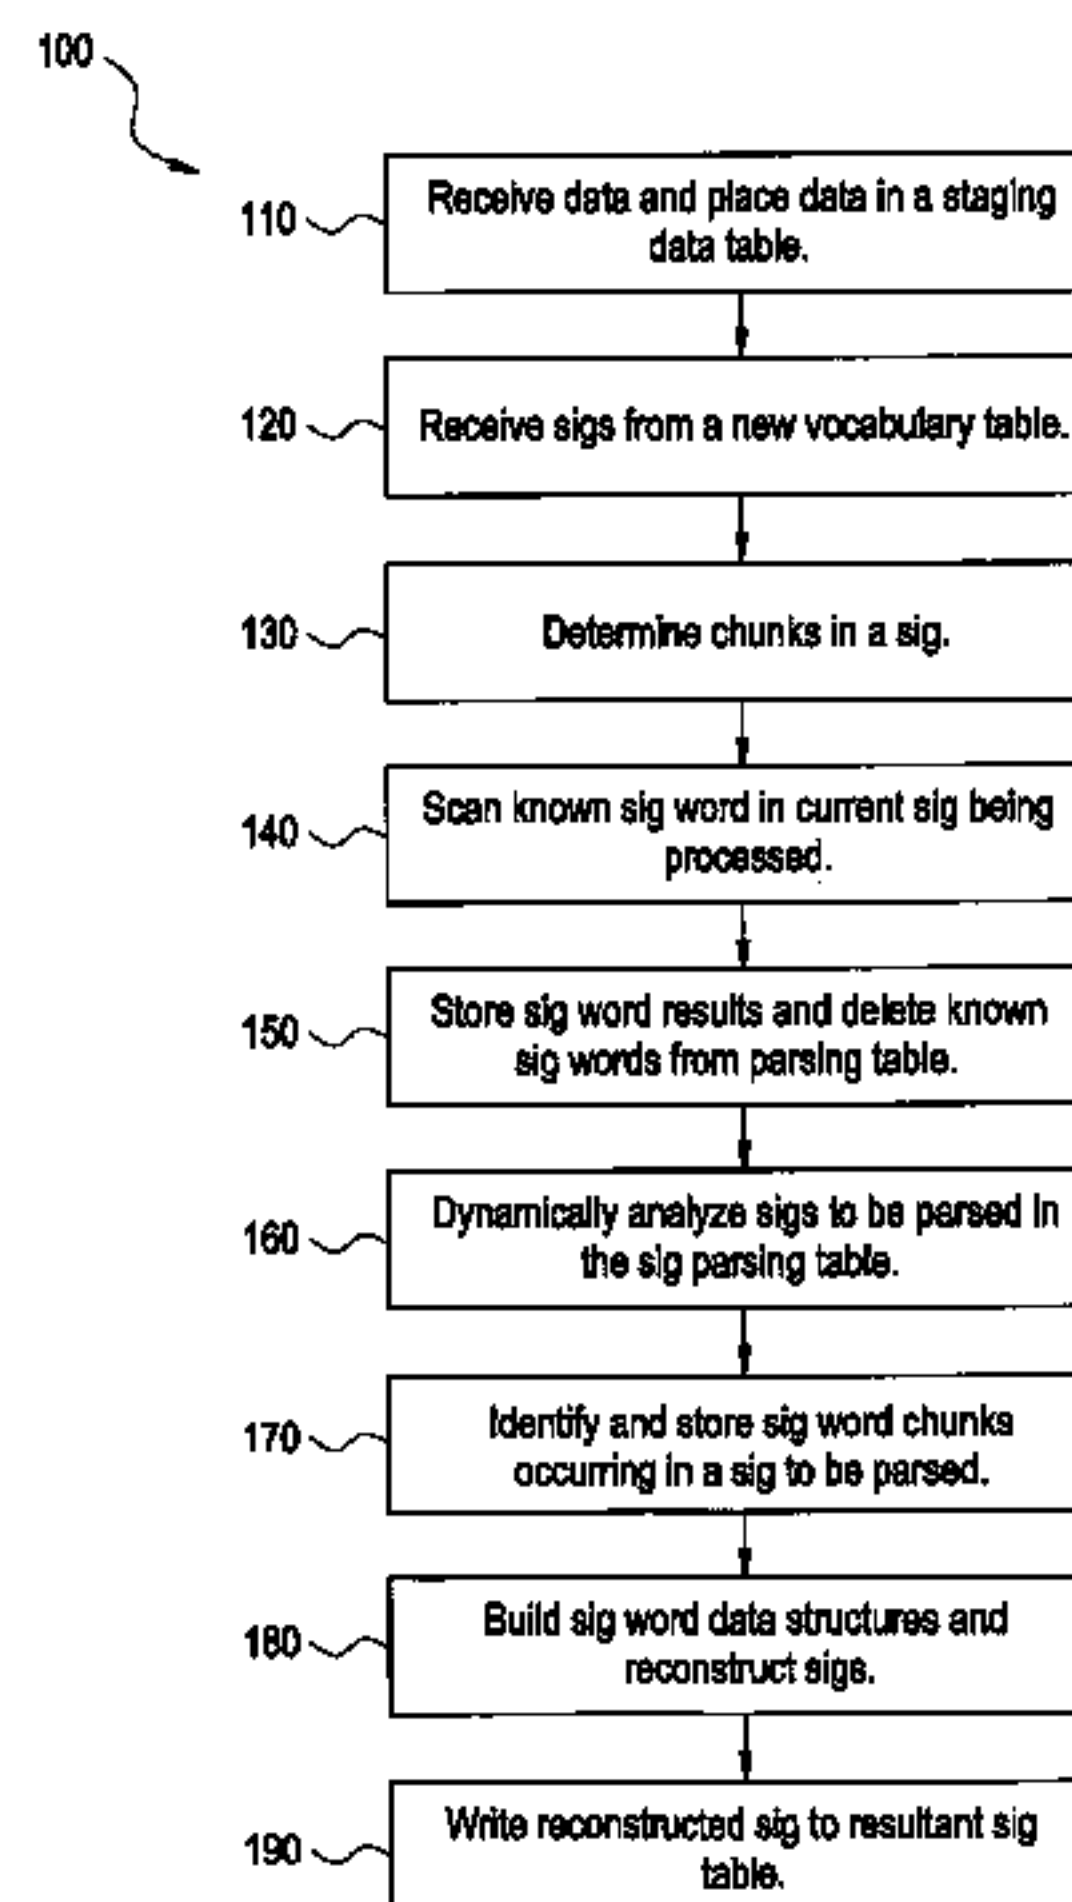 100
110
Receive data and place data in a staging
data table.
120
Receive sigs from a new vocabulary table.
130
Determine chunks in a sig.
140
Scan known sig word in current sig being
processed.
150
Store sig word results and delete known
sig words from parsing table.
160
Dynamically analyze sigs to be parsed in
the sig parsing table.
170
Identify and store sig word chunks
occurring in a sig to be parsed.
180
Build sig word data structures and
reconstruct sigs.
190
Write reconstructed sig to resultant sig
table.